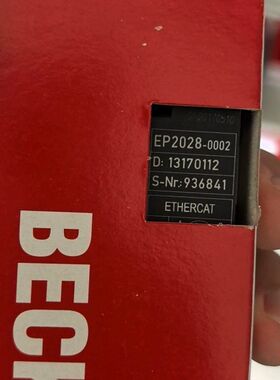 EP2028-0002
D: 13170112
S-Nr.: 936841
ETHERCAT
BECK